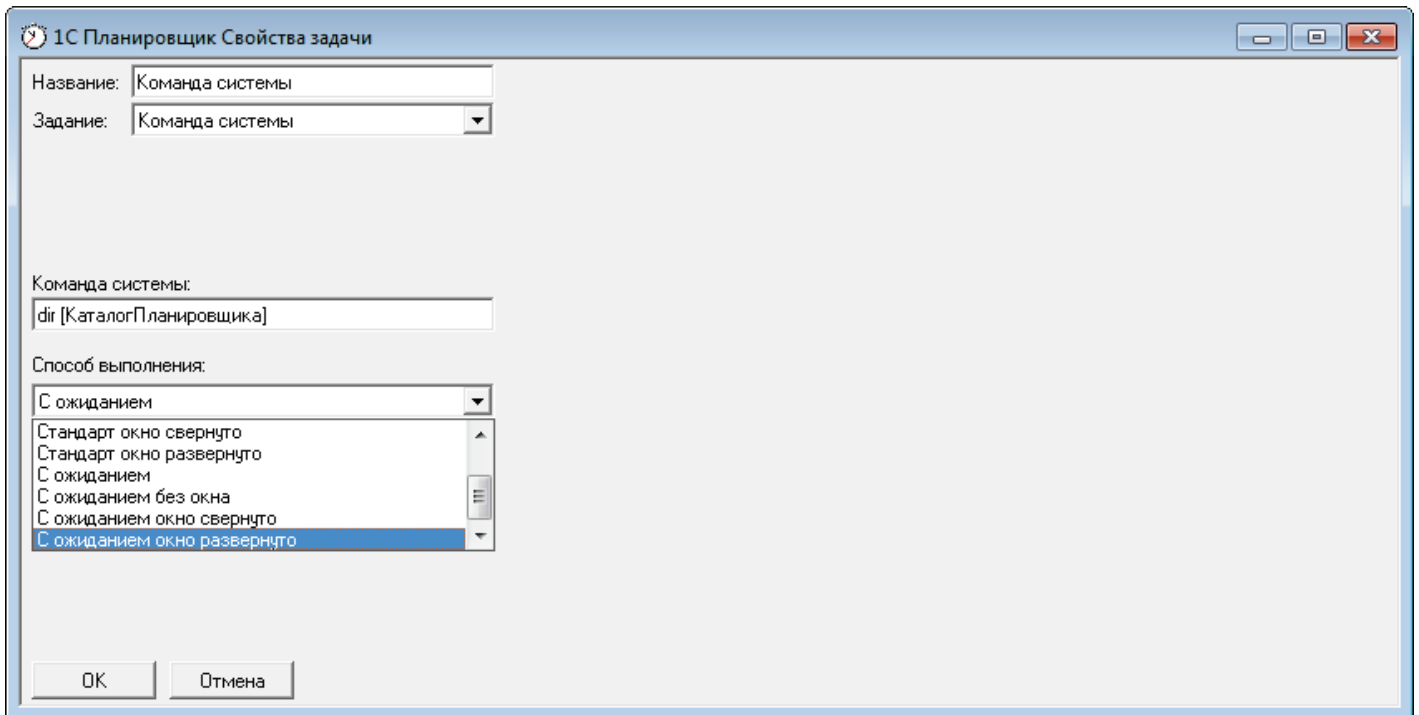 1С Планировщик Свойства задачи
Название: Команда системы
Задание: Команда системы
Команда системы:
dir [КаталогПланировщика]
Способ выполнения:
С ожиданием
Стандарт окно свернуто
Стандарт окно развернуто
С ожиданием
С ожиданием без окна
С ожиданием окно свернуто
С ожиданием окно развернуто
OK Отмена